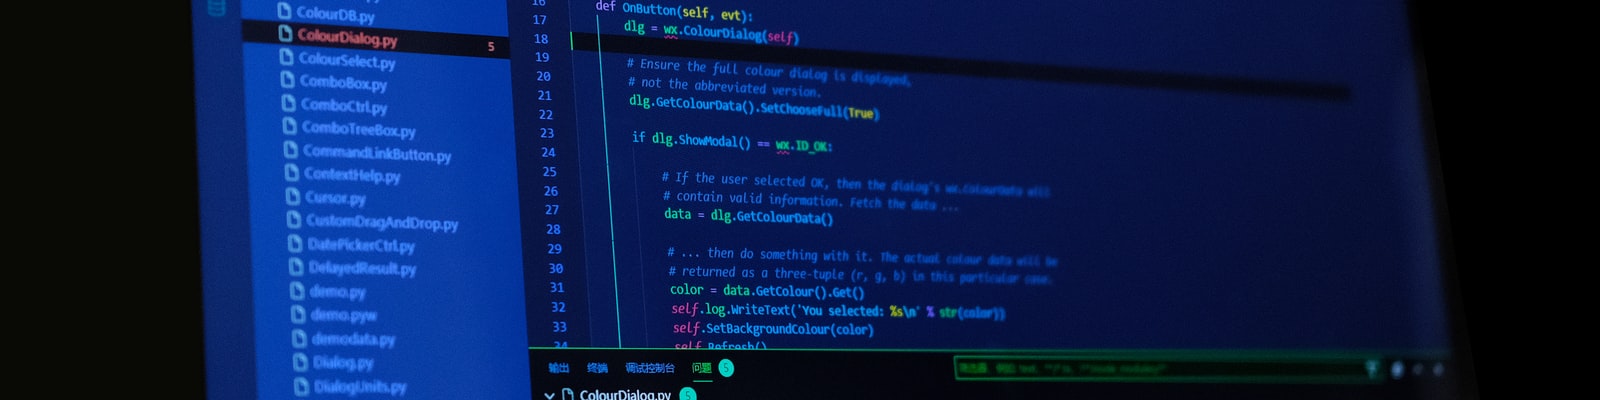 ColourDB.py
ColourDialog.py 5
ColourSelect.py
ComboBox.py
ComboCtrl.py
ComboTreeBox.py
CommandLinkButton.py
ContextHelp.py
Cursor.py
CustomDragAndDrop.py
DatePickerCtrl.py
DelayedResult.py
demo.py
demo.pyw
demodata.py
Dialog.py
DialogUnits.py
16 def OnButton(self, evt):
17 dlg = wx.ColourDialog(self)
18
19 # Ensure the full colour dialog is displayed,
20 # not the abbreviated version.
21 dlg.GetColourData().SetChooseFull(True)
22
23 if dlg.ShowModal() == wx.ID_OK:
24
25 # If the user selected OK, then the dialog's wx.ColourData will
26 # contain valid information. Fetch the data ...
27 data = dlg.GetColourData()
28
29 # ... then do something with it. The actual colour data will be
30 # returned as a three-tuple (r, g, b) in this particular case.
31 color = data.GetColour().Get()
32 self.log.WriteText('You selected: %s\n' % str(color))
33 self.SetBackgroundColour(color)
34 self.Refresh()
输出 终端 调试控制台 问题 5
ColourDialog.py 5